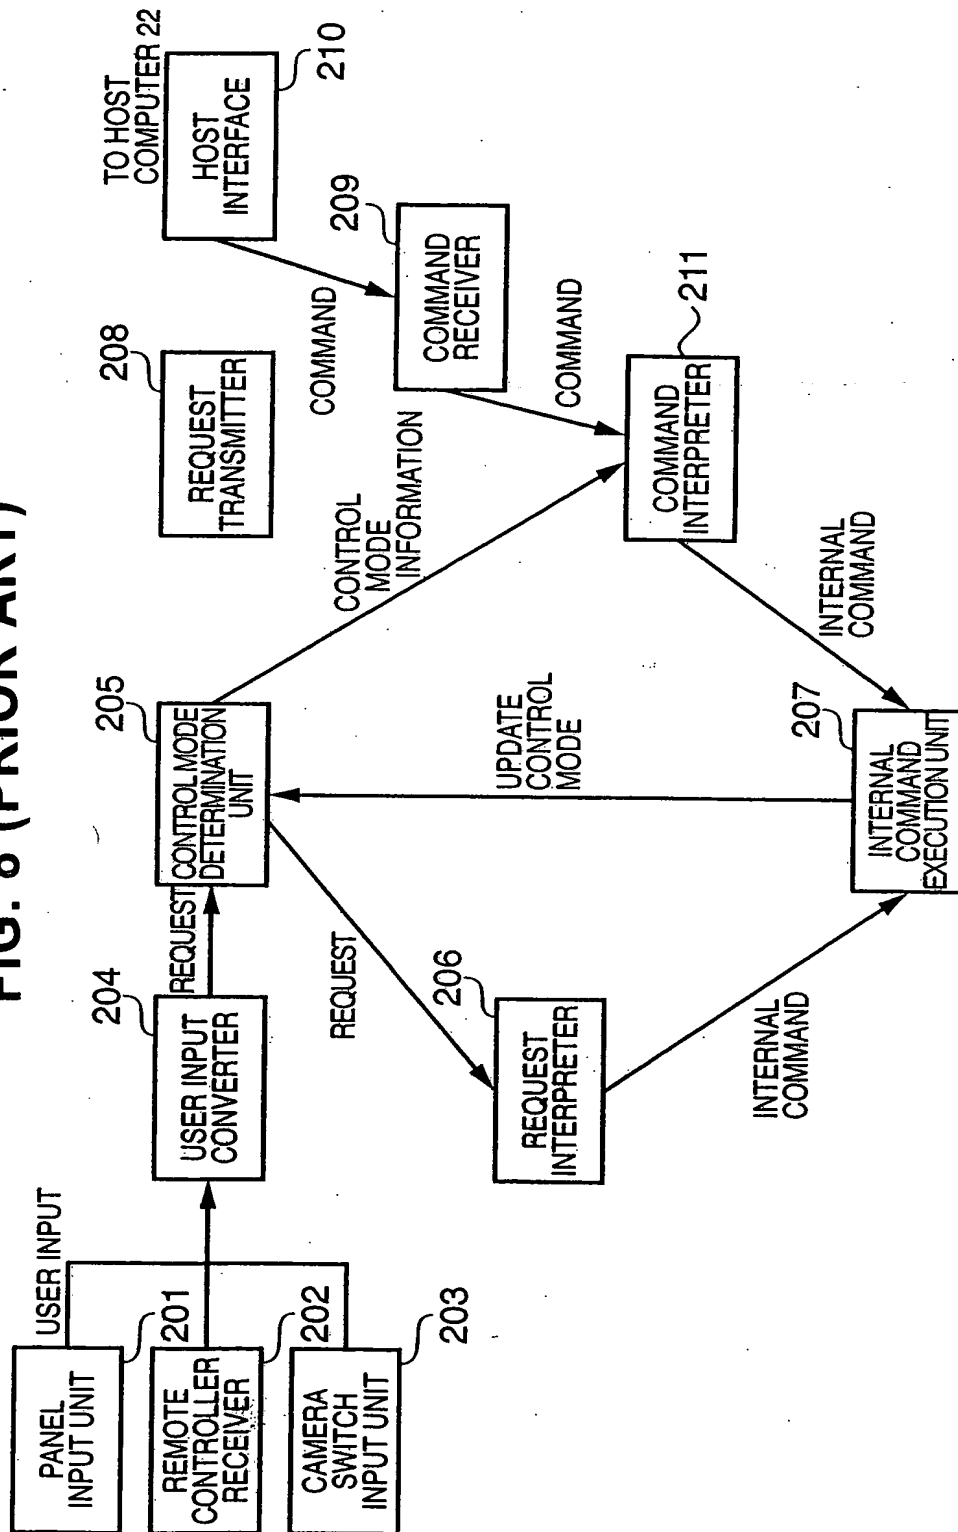 (PRIOR ART)
PANEL
INPUT UNIT
201
USER INPUT
REMOTE
CONTROLLER
RECEIVER
202
CAMERA
SWITCH
INPUT UNIT
203
USER INPUT
CONVERTER
204
REQUEST
CONTROL MODE
DETERMINATION
UNIT
205
REQUEST
REQUEST
INTERPRETER
206
INTERNAL
COMMAND
UPDATE
CONTROL
MODE
INTERNAL
COMMAND
EXECUTION UNIT
207
REQUEST
TRANSMITTER
208
CONTROL
MODE
INFORMATION
TO HOST
COMPUTER 22
HOST
INTERFACE
210
COMMAND
COMMAND
RECEIVER
209
COMMAND
COMMAND
INTERPRETER
211
INTERNAL
COMMAND